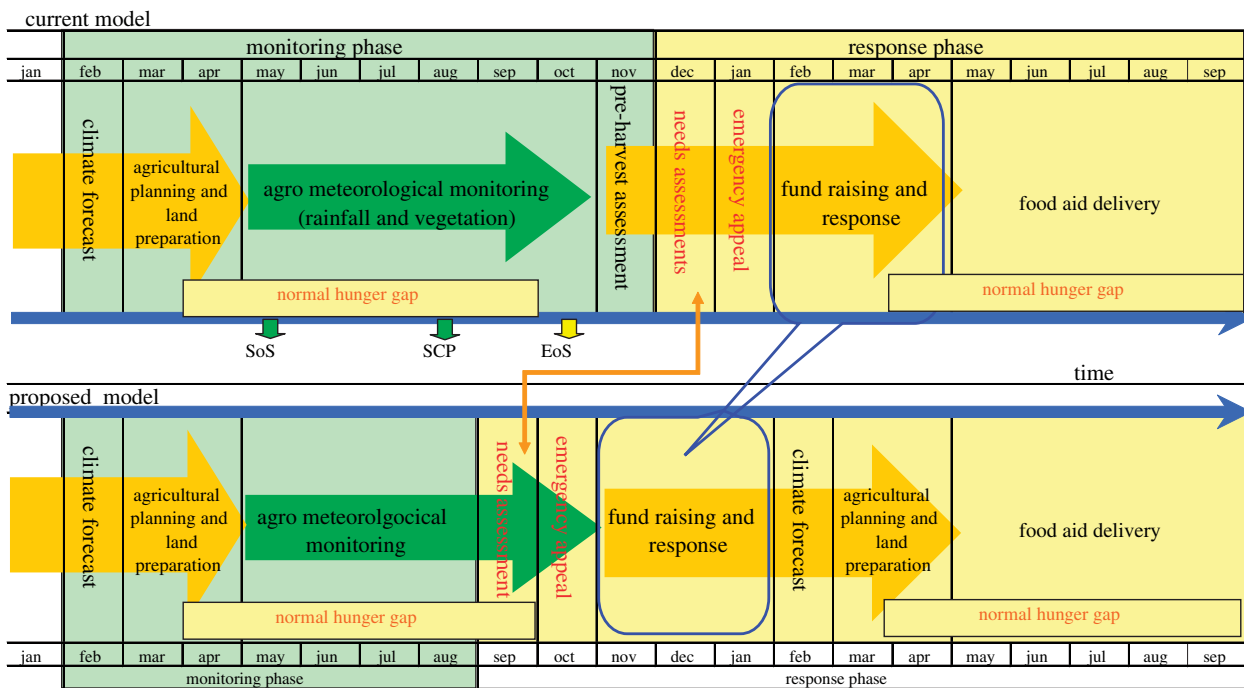 current model
monitoring phase
response phase
jan feb mar apr may jun jul aug sep oct nov dec jan feb mar apr may jun jul aug sep
climate forecast
agricultural
planning and
land
preparation
agro meteorological monitoring
(rainfall and vegetation)
pre-harvest assessment
needs assessments
emergency appeal
fund raising and
response
food aid delivery
normal hunger gap
normal hunger gap
SoS
SCP
EoS
time
proposed model
climate forecast
agricultural
planning and
land
preparation
agro meteorolgocical
monitoring
needs assessment
emergency appeal
fund raising and
response
climate forecast
agricultural
planning and
land
preparation
food aid delivery
normal hunger gap
normal hunger gap
jan feb mar apr may jun jul aug sep oct nov dec jan feb mar apr may jun jul aug sep
monitoring phase
response phase